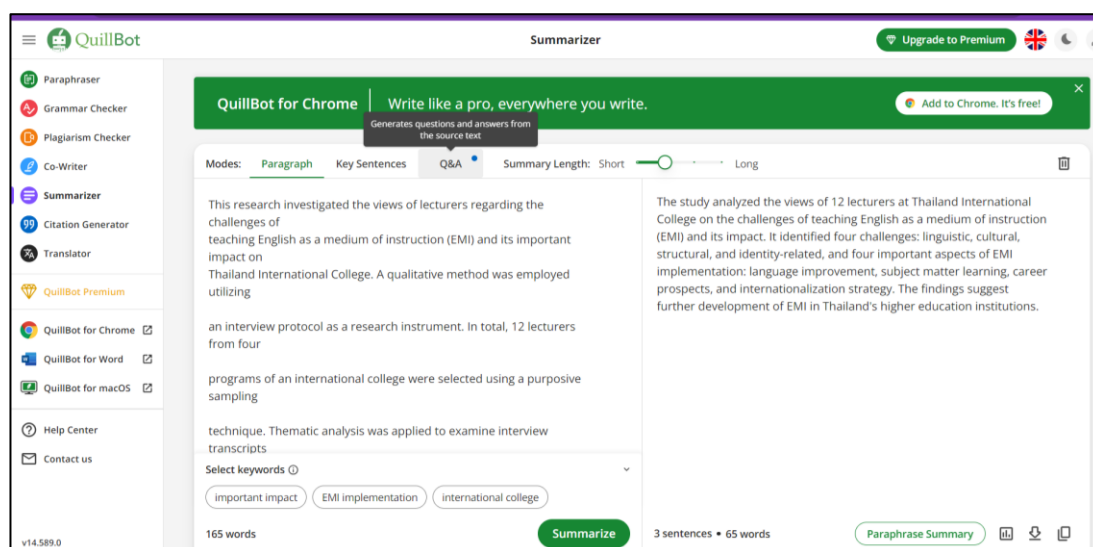 QuillBot
Summarizer
Upgrade to Premium
Paraphraser
Grammar Checker
Plagiarism Checker
Co-Writer
Summarizer
Citation Generator
Translator
QuillBot Premium
QuillBot for Chrome
QuillBot for Word
QuillBot for macOS
Help Center
Contact us
v14.589.0
QuillBot for Chrome | Write like a pro, everywhere you write.
Add to Chrome. It's free!
Generates questions and answers from
the source text
Modes: Paragraph Key Sentences Q&A Summary Length: Short Long
This research investigated the views of lecturers regarding the
challenges of
teaching English as a medium of instruction (EMI) and its important
impact on
Thailand International College. A qualitative method was employed
utilizing
an interview protocol as a research instrument. In total, 12 lecturers
from four
programs of an international college were selected using a purposive
sampling
technique. Thematic analysis was applied to examine interview
transcripts
Select keywords
important impact EMI implementation international college
165 words
Summarize
The study analyzed the views of 12 lecturers at Thailand International
College on the challenges of teaching English as a medium of instruction
(EMI) and its impact. It identified four challenges: linguistic, cultural,
structural, and identity-related, and four important aspects of EMI
implementation: language improvement, subject matter learning, career
prospects, and internationalization strategy. The findings suggest
further development of EMI in Thailand's higher education institutions.
3 sentences • 65 words
Paraphrase Summary